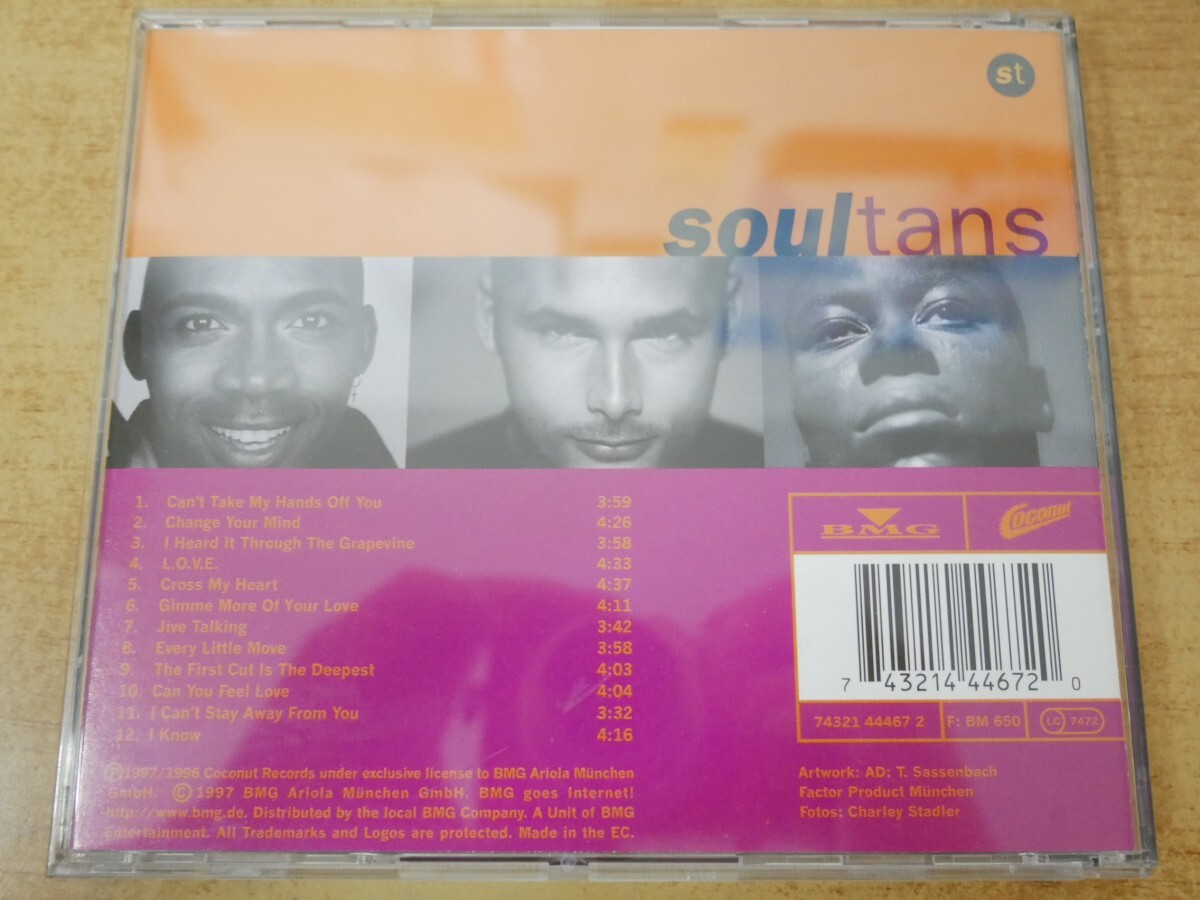 st
soultans
1. Can't Take My Hands Off You 3:59
2. Change Your Mind 4:26
3. I Heard It Through The Grapevine 3:58
4. L.O.V.E. 4:33
5. Cross My Heart 4:37
6. Gimme More Of Your Love 4:11
7. Jive Talking 3:42
8. Every Little Move 3:58
9. The First Cut Is The Deepest 4:03
10. Can You Feel Love 4:04
11. I Can't Stay Away From You 3:32
12. I Know 4:16
℗1997/1996 Coconut Records under exclusive license to BMG Ariola München
GmbH. ©1997 BMG Ariola München GmbH. BMG goes Internet!
http://www.bmg.de. Distributed by the local BMG Company. A Unit of BMG
Entertainment. All Trademarks and Logos are protected. Made in the EC.
BMG
Coconut
7 43214 44672 0
74321 44467 2
F: BM 650
LC 7472
Artwork: AD: T. Sassenbach
Factor Product München
Fotos: Charley Stadler